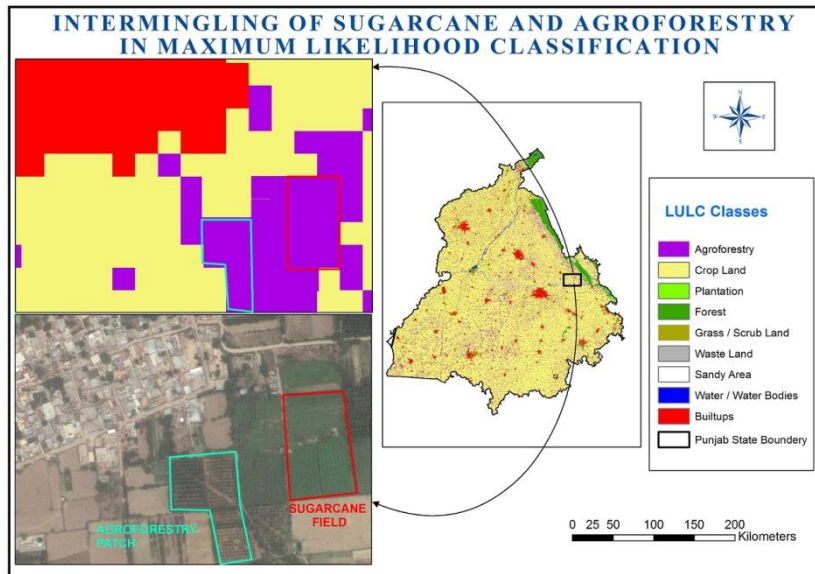 INTERMINGLING OF SUGARCANE AND AGROFORESTRY
IN MAXIMUM LIKELIHOOD CLASSIFICATION
N
W E
S
LULC Classes
Agroforestry
Crop Land
Plantation
Forest
Grass / Scrub Land
Waste Land
Sandy Area
Water / Water Bodies
Builtups
Punjab State Boundary
AGROFORESTRY
PATCH
SUGARCANE
FIELD
0 25 50 100 150 200
Kilometers